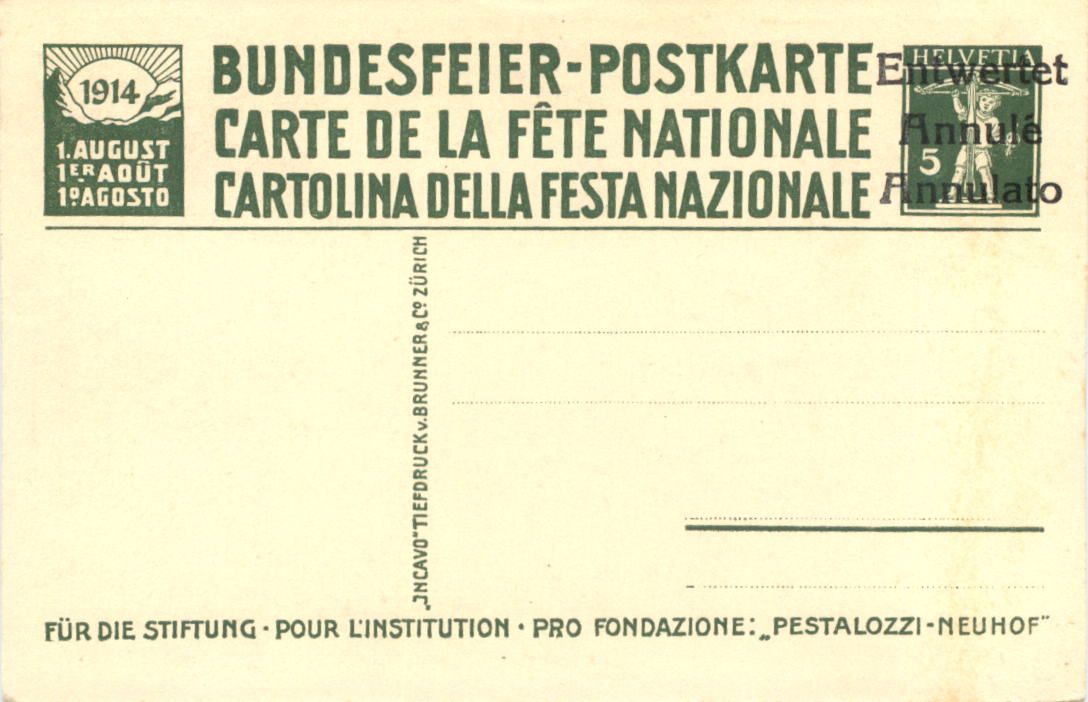 1914
1. AUGUST
1ER AOÛT
1º AGOSTO
BUNDESFEIER-POSTKARTE
CARTE DE LA FÊTE NATIONALE
CARTOLINA DELLA FESTA NAZIONALE
HELVETIA
5
Entwertet
Annulé
Annulato
„INCAVO" TIEFDRUCK v. BRUNNER & Cº ZÜRICH
FÜR DIE STIFTUNG · POUR L'INSTITUTION · PRO FONDAZIONE: „PESTALOZZI-NEUHOF"